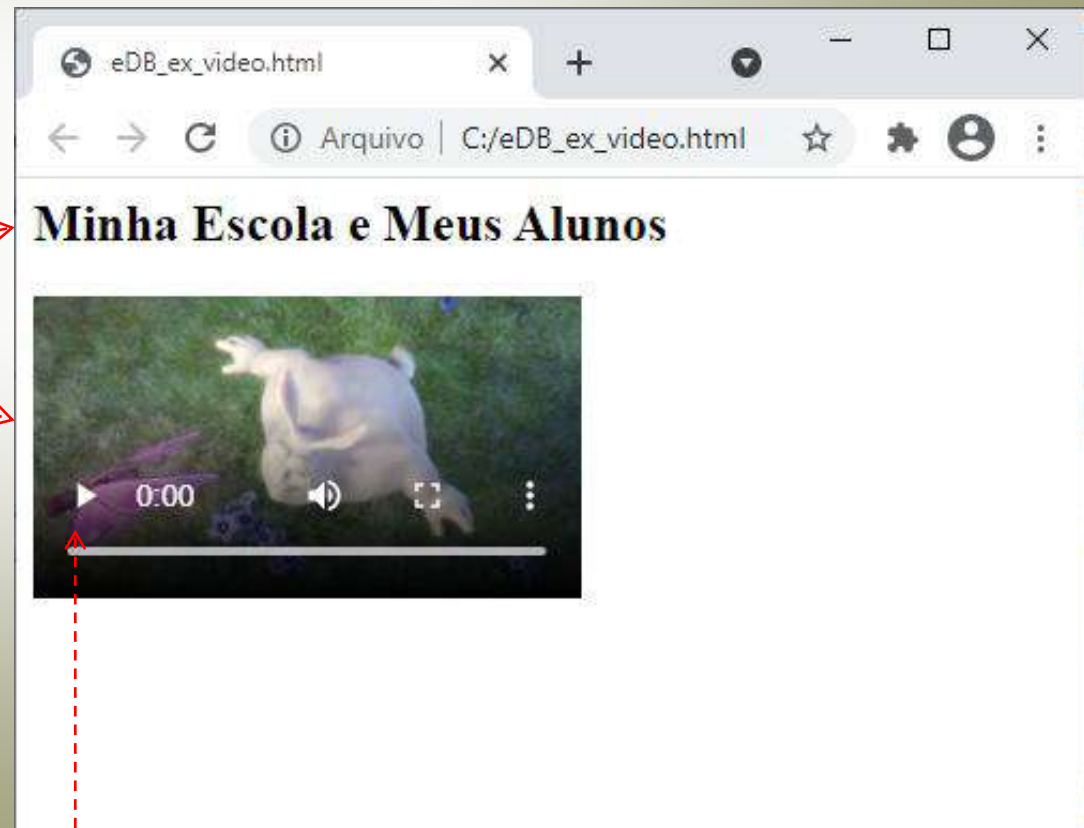 eDB_ex_video.html
Arquivo | C:/eDB_ex_video.html
Minha Escola e Meus Alunos
0:00